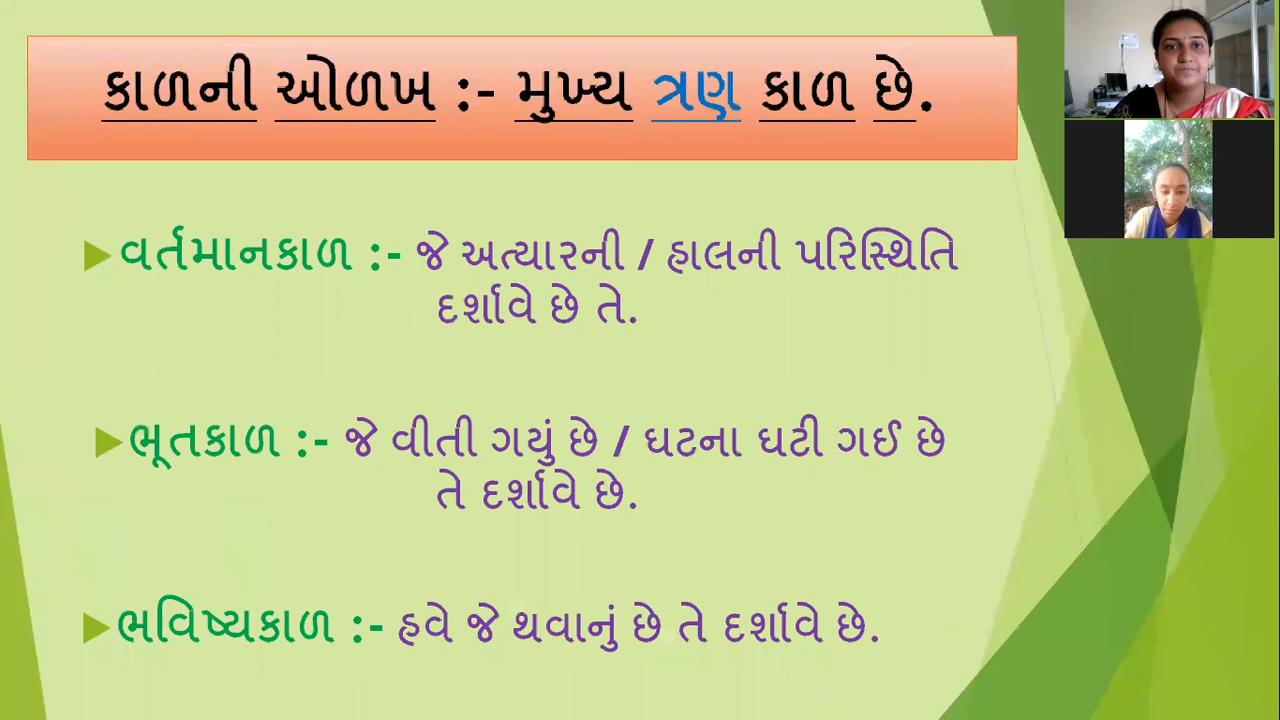 કાળની ઓળખ :- મુખ્ય ત્રણ કાળ છે.
વર્તમાનકાળ :- જે અત્યારની / હાલની પરિસ્થિતિ
દર્શાવે છે તે.
ભૂતકાળ :- જે વીતી ગયું છે / ઘટના ઘટી ગઈ છે
તે દર્શાવે છે.
ભવિષ્યકાળ :- હવે જે થવાનું છે તે દર્શાવે છે.